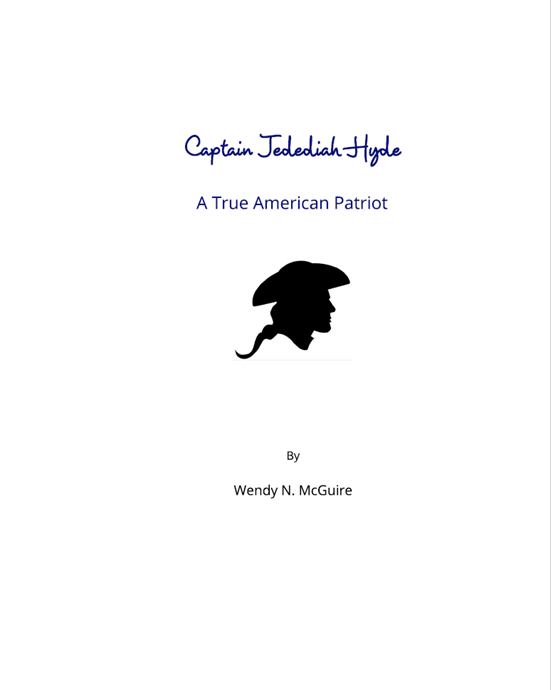 Captain Jedediah Hyde
A True American Patriot
By
Wendy N. McGuire